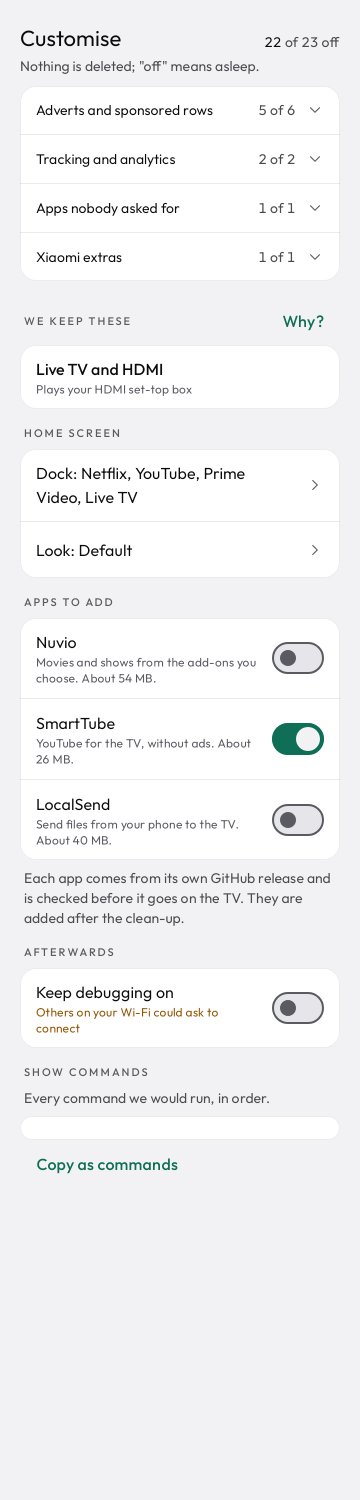 Customise
22 of 23 off
Nothing is deleted; "off" means asleep.
Adverts and sponsored rows
5 of 6
Tracking and analytics
2 of 2
Apps nobody asked for
1 of 1
Xiaomi extras
1 of 1
WE KEEP THESE
Why?
Live TV and HDMI
Plays your HDMI set-top box
HOME SCREEN
Dock: Netflix, YouTube, Prime
Video, Live TV
Look: Default
APPS TO ADD
Nuvio
Movies and shows from the add-ons you
choose. About 54 MB.
SmartTube
YouTube for the TV, without ads. About
26 MB.
LocalSend
Send files from your phone to the TV.
About 40 MB.
Each app comes from its own GitHub release and
is checked before it goes on the TV. They are
added after the clean-up.
AFTERWARDS
Keep debugging on
Others on your Wi-Fi could ask to
connect
SHOW COMMANDS
Every command we would run, in order.
Copy as commands